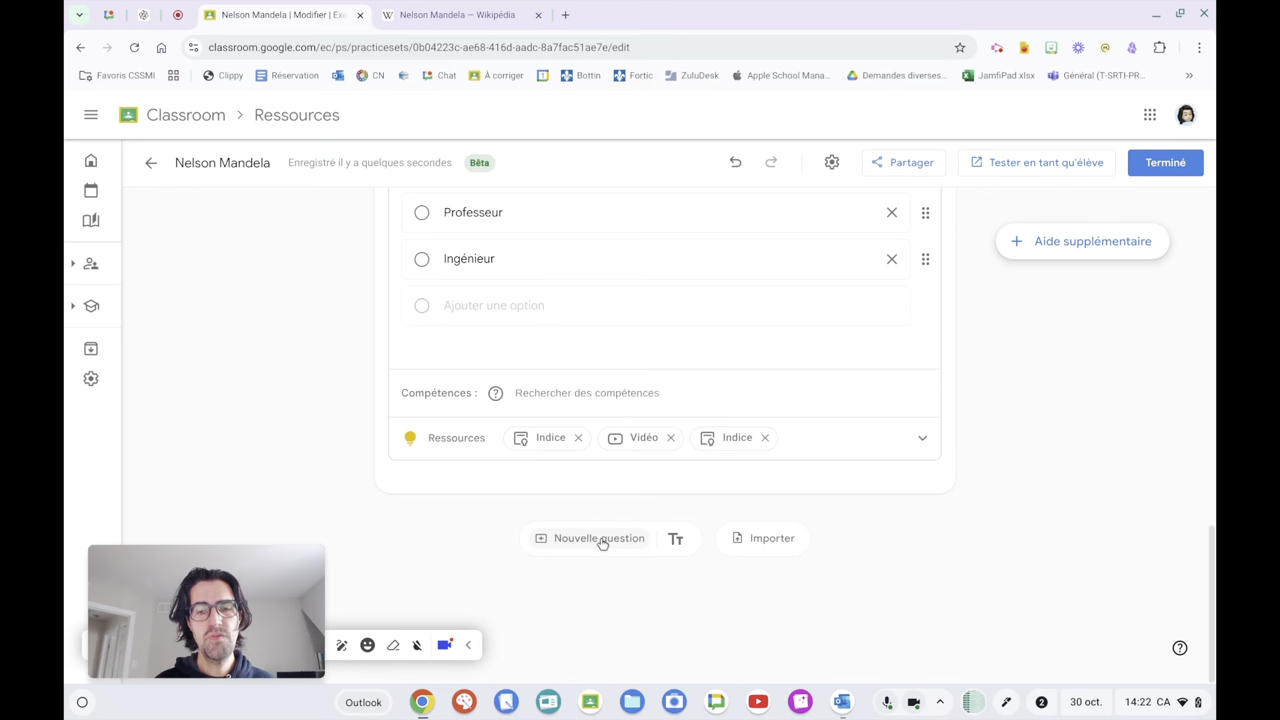 Nelson Mandela | Modifier | Exe
Nelson Mandela — Wikipédia
classroom.google.com/ec/ps/practicesets/0b04223c-ae68-416d-aadc-8a7fac51ae7e/edit
Favoris CSSMI
Clippy
Réservation
CN
Chat
À corriger
Bottin
Fortic
ZuluDesk
Apple School Mana...
Demandes diverses...
JamfiPad.xlsx
Général (T-SRTI-PR...
Classroom > Ressources
Nelson Mandela
Enregistré il y a quelques secondes
Bêta
Partager
Tester en tant qu'élève
Terminé
Professeur
Aide supplémentaire
Ingénieur
Ajouter une option
Compétences :
Rechercher des compétences
Ressources
Indice
Vidéo
Indice
Nouvelle question
Importer
Outlook
2
30 oct.
14:22 CA